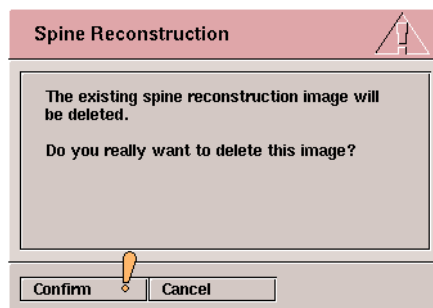 Spine Reconstruction
The existing spine reconstruction image will
be deleted.
Do you really want to delete this image?
Confirm
Cancel